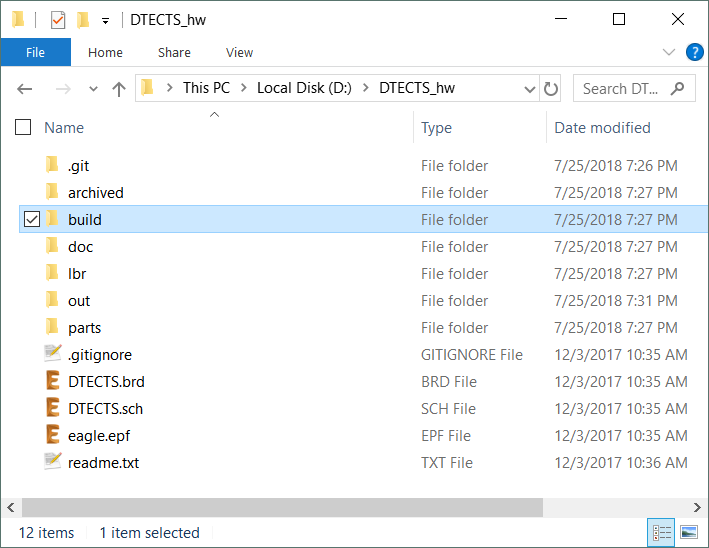 DTECTS_hw
File Home Share View
This PC Local Disk (D:) DTECTS_hw Search DT...
Name Type Date modified
.git File folder 7/25/2018 7:26 PM
archived File folder 7/25/2018 7:27 PM
build File folder 7/25/2018 7:27 PM
doc File folder 7/25/2018 7:27 PM
lbr File folder 7/25/2018 7:27 PM
out File folder 7/25/2018 7:31 PM
parts File folder 7/25/2018 7:27 PM
.gitignore GITIGNORE File 12/3/2017 10:35 AM
DTECTS.brd BRD File 12/3/2017 10:35 AM
DTECTS.sch SCH File 12/3/2017 10:35 AM
eagle.epf EPF File 12/3/2017 10:35 AM
readme.txt TXT File 12/3/2017 10:36 AM
12 items 1 item selected